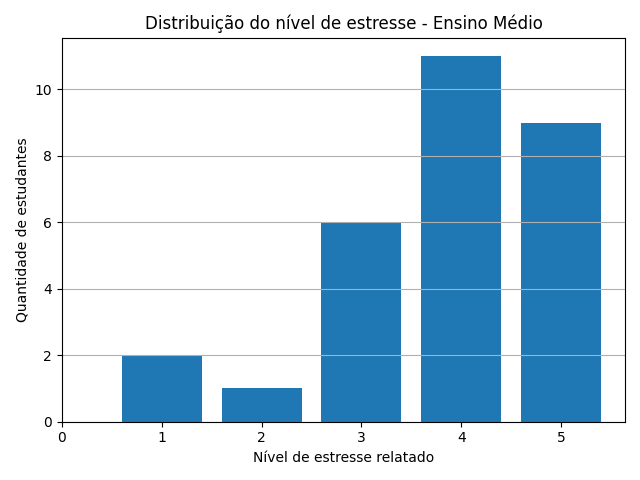 Distribuição do nível de estresse - Ensino Médio
Quantidade de estudantes
10
8
6
4
2
0
0 1 2 3 4 5
Nível de estresse relatado